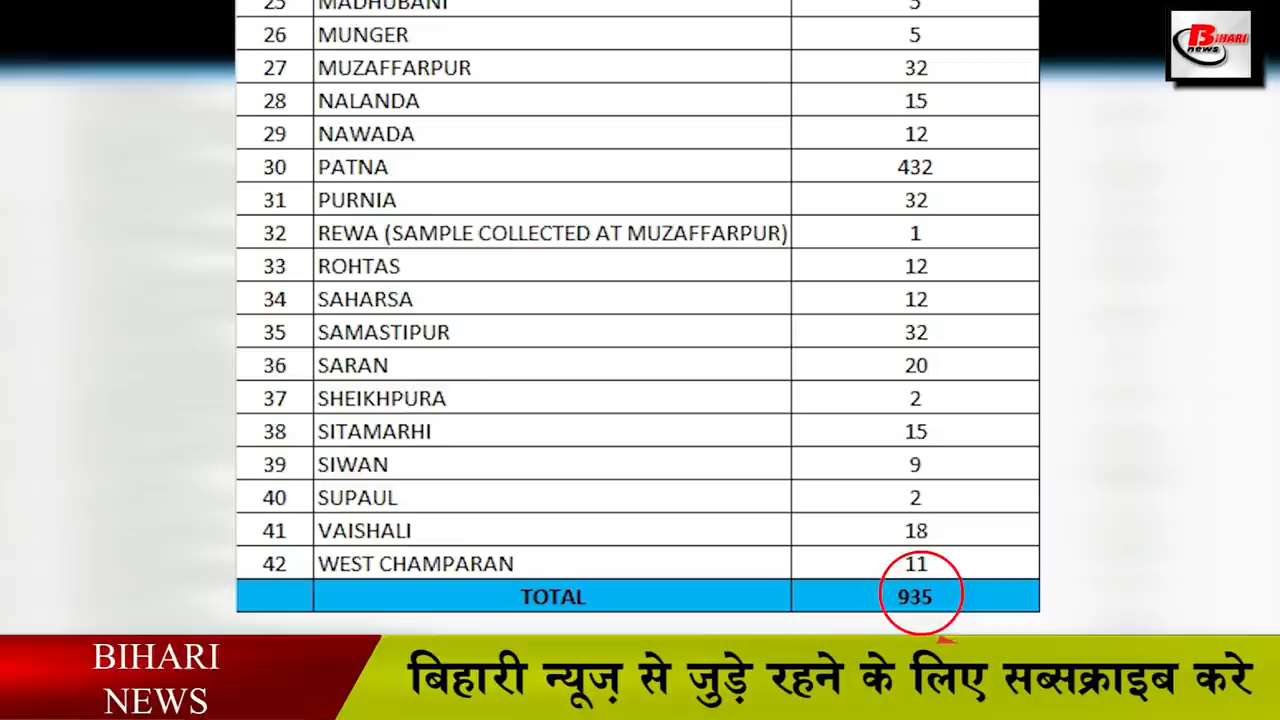 25 MADHUBANI 5
26 MUNGER 5
27 MUZAFFARPUR 32
28 NALANDA 15
29 NAWADA 12
30 PATNA 432
31 PURNIA 32
32 REWA (SAMPLE COLLECTED AT MUZAFFARPUR) 1
33 ROHTAS 12
34 SAHARSA 12
35 SAMASTIPUR 32
36 SARAN 20
37 SHEIKHPURA 2
38 SITAMARHI 15
39 SIWAN 9
40 SUPAUL 2
41 VAISHALI 18
42 WEST CHAMPARAN 11
TOTAL 935
BIHARI
news
BIHARI
NEWS
बिहारी न्यूज़ से जुड़े रहने के लिए सब्सक्राइब करे